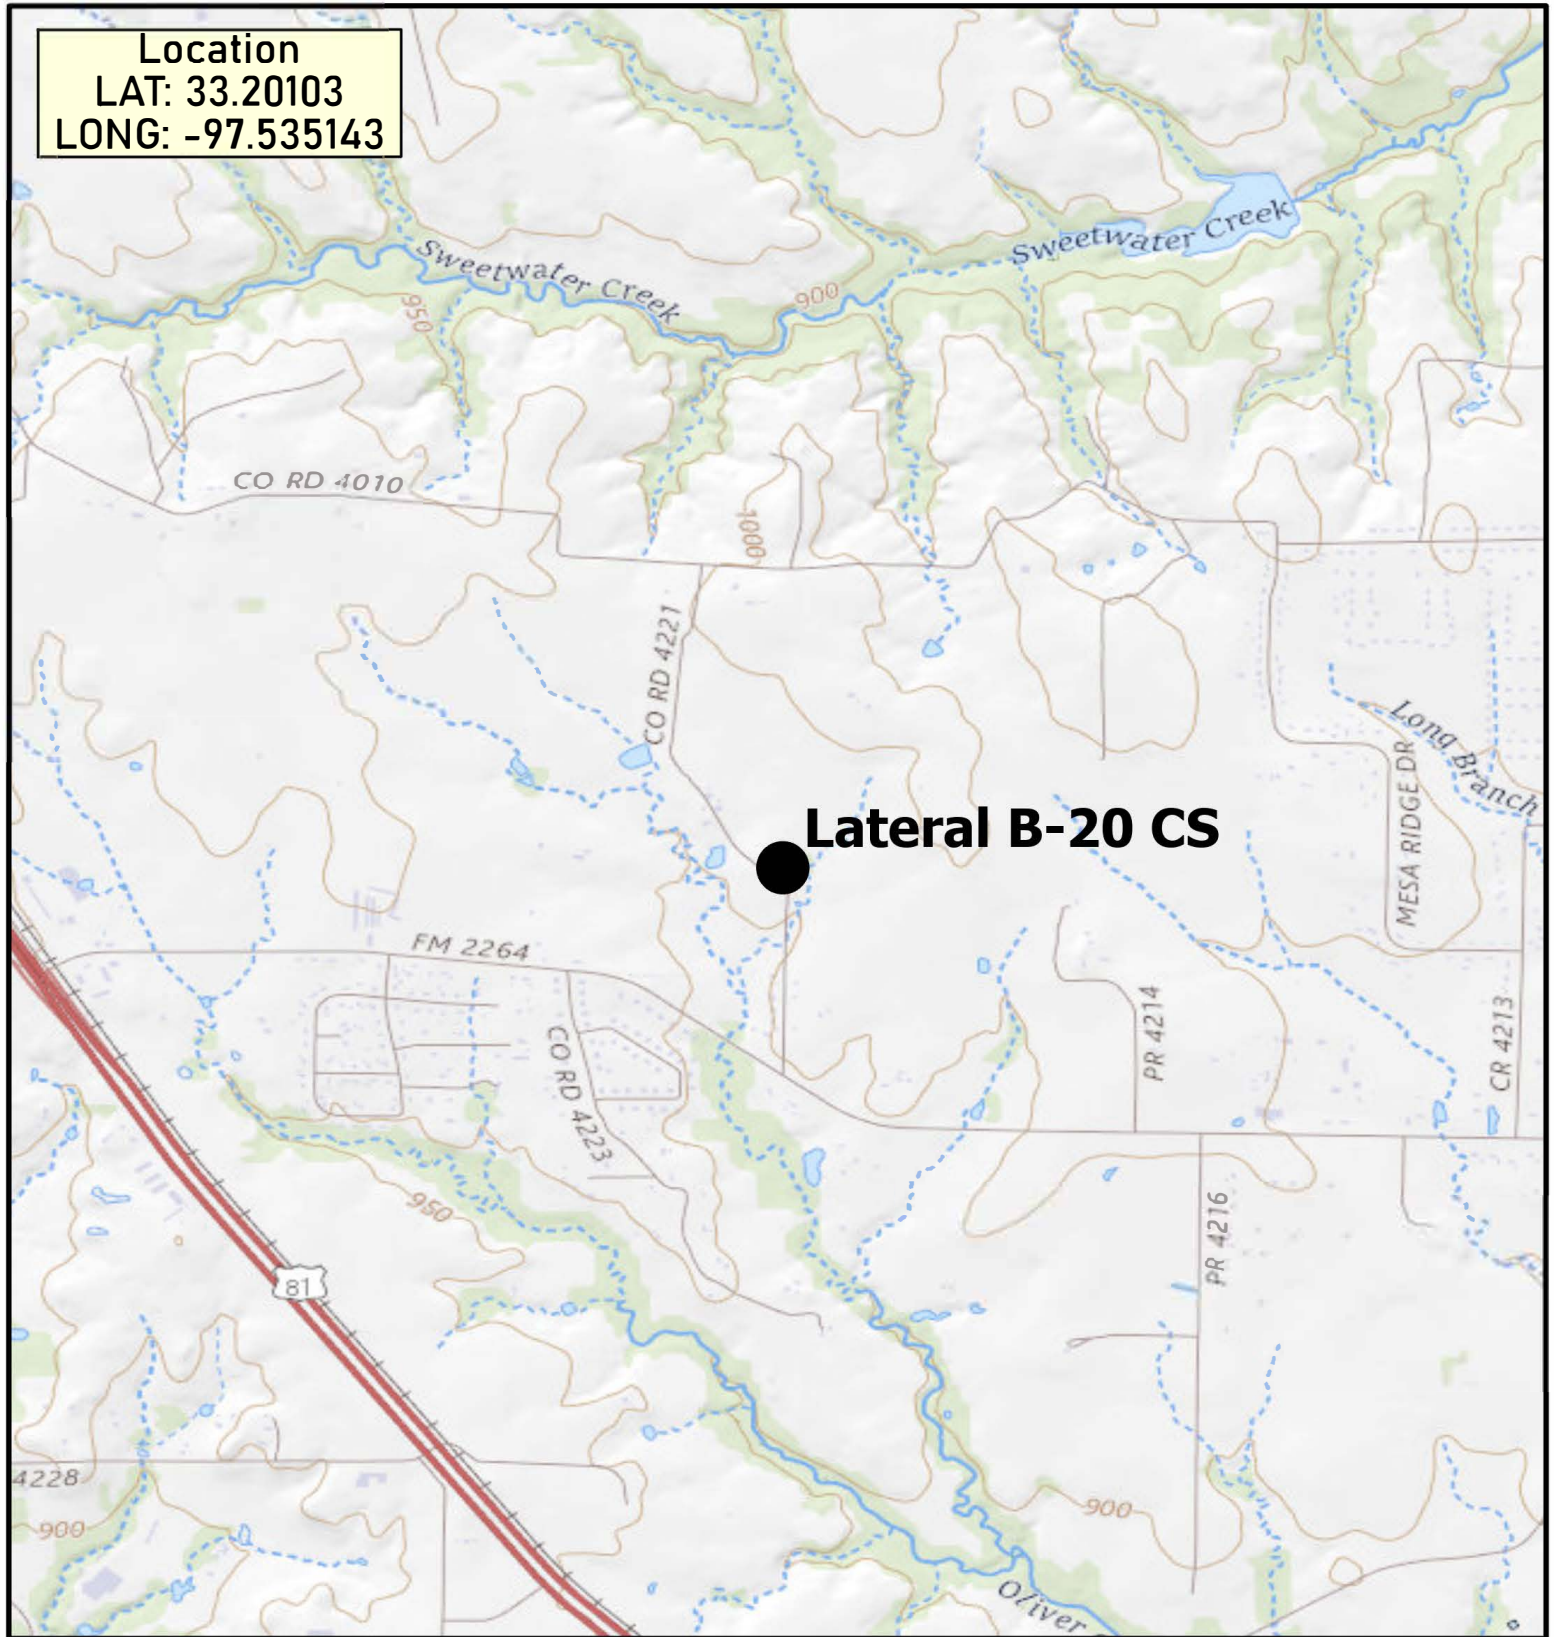 Location
LAT: 33.20103
LONG: -97.535143
Sweetwater Creek
Sweetwater Creek
900
950
CO RD 4010
1000
CO RD 4221
Long Branch
MESA RIDGE DR
Lateral B-20 CS
FM 2264
PR 4214
CR 4213
CO RD 4223
950
PR 4216
81
4228
900
900
Oliver